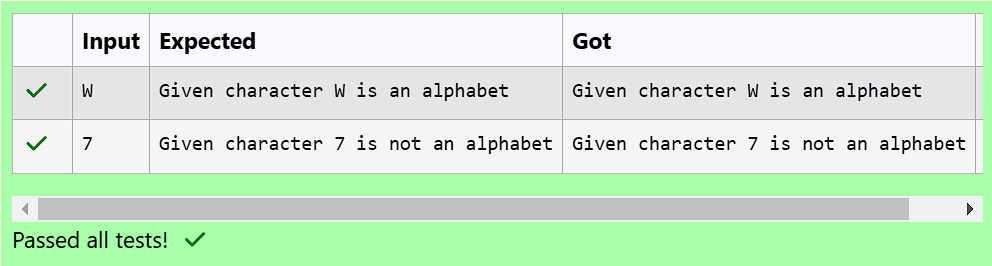 Input Expected Got
W Given character W is an alphabet Given character W is an alphabet
7 Given character 7 is not an alphabet Given character 7 is not an alphabet
Passed all tests!